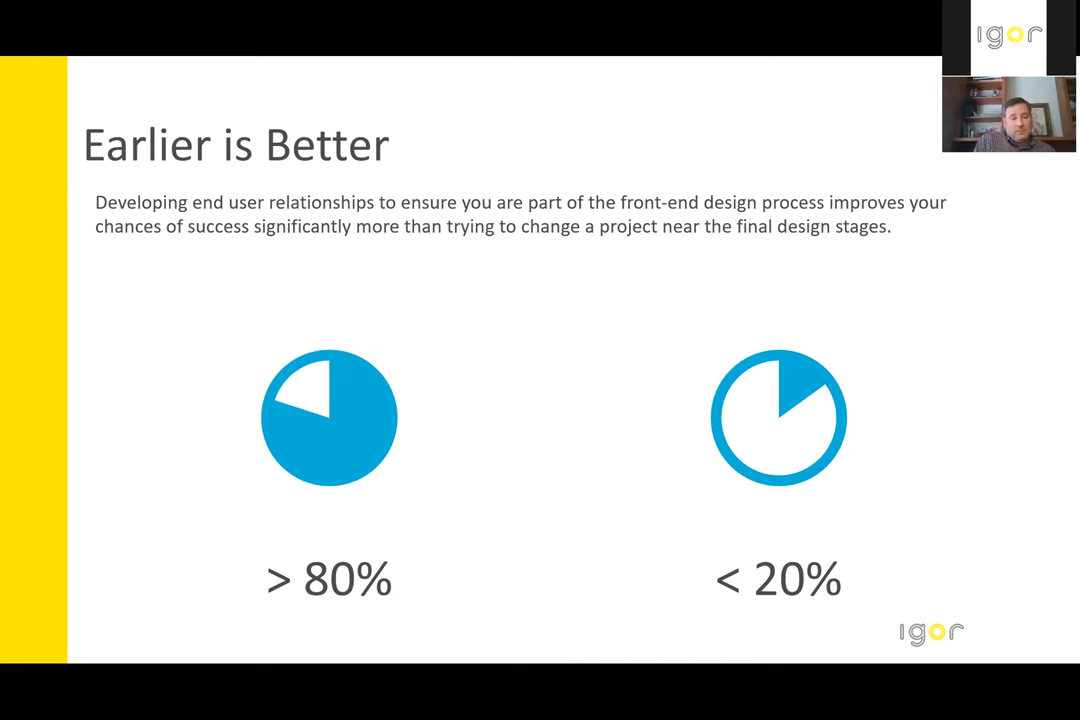 igor
Earlier is Better
Developing end user relationships to ensure you are part of the front-end design process improves your
chances of success significantly more than trying to change a project near the final design stages.
> 80%
< 20%
igor